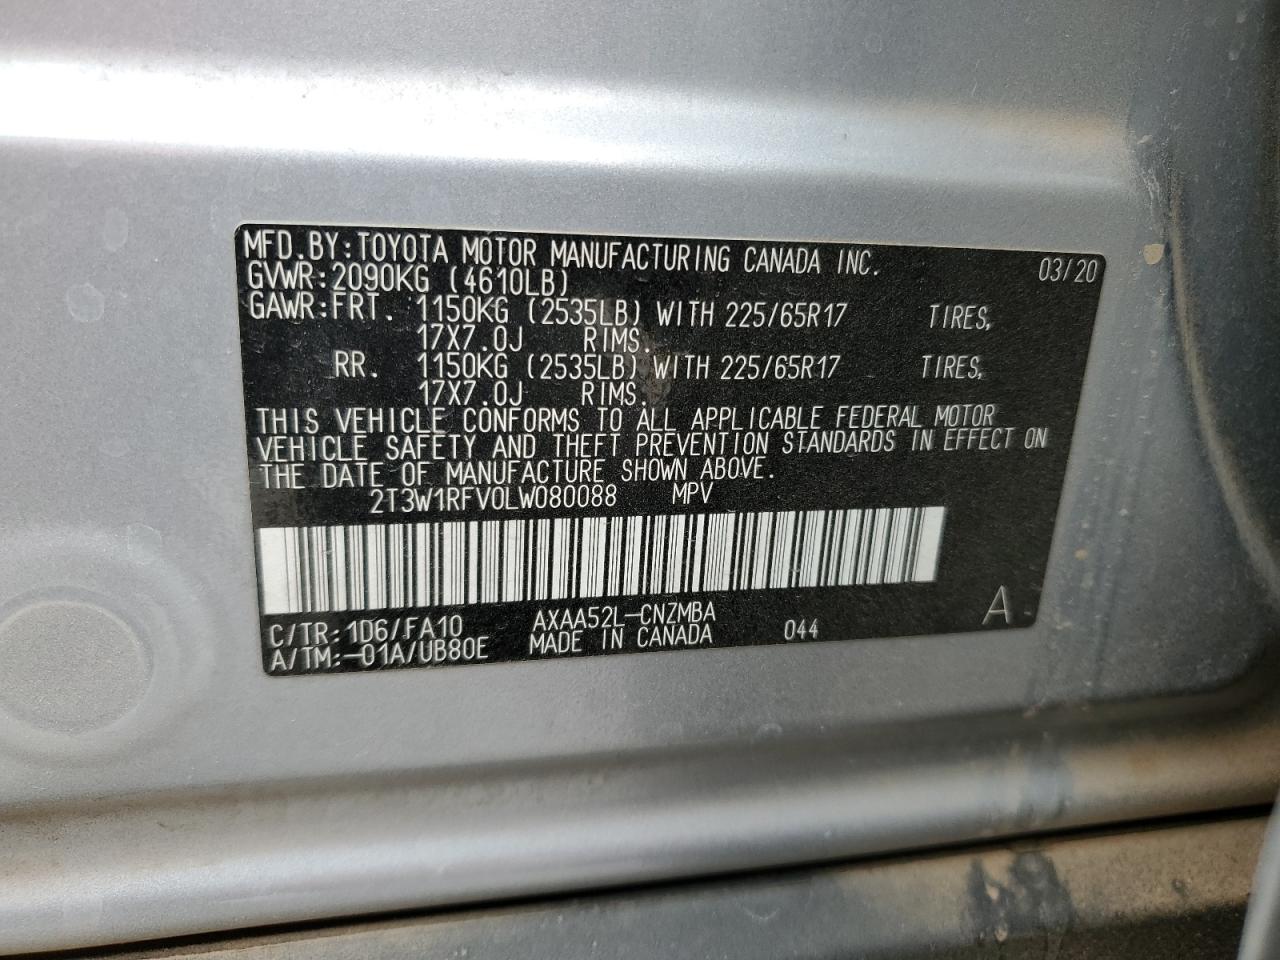 MFD.BY:TOYOTA MOTOR MANUFACTURING CANADA INC. 03/20
GVWR:2090KG (4610LB)
GAWR:FRT. 1150KG (2535LB) WITH 225/65R17 TIRES,
17X7.0J RIMS.
RR. 1150KG (2535LB) WITH 225/65R17 TIRES,
17X7.0J RIMS.
THIS VEHICLE CONFORMS TO ALL APPLICABLE FEDERAL MOTOR
VEHICLE SAFETY AND THEFT PREVENTION STANDARDS IN EFFECT ON
THE DATE OF MANUFACTURE SHOWN ABOVE.
2T3W1RFV0LW080088 MPV
C/TR:1D6/FA10 AXAA52L-CNZMBA
A/TM:-01A/UB80E MADE IN CANADA 044 A